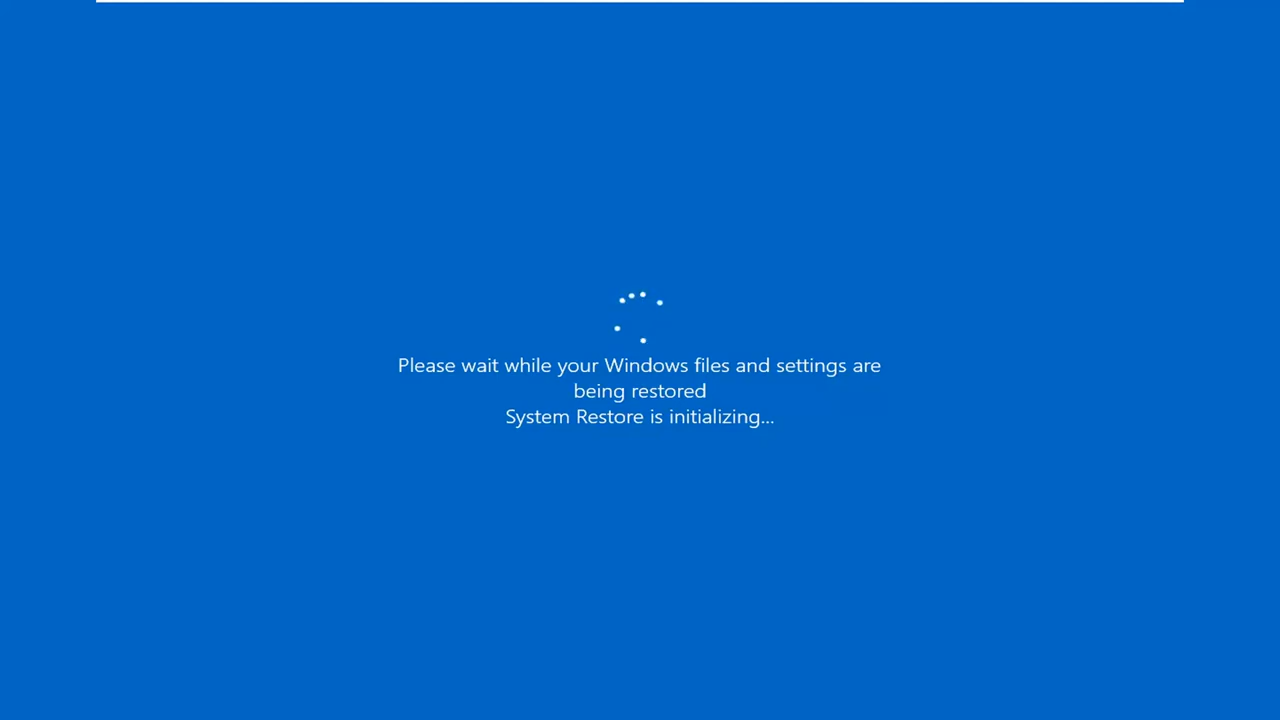 Please wait while your Windows files and settings are
being restored
System Restore is initializing...